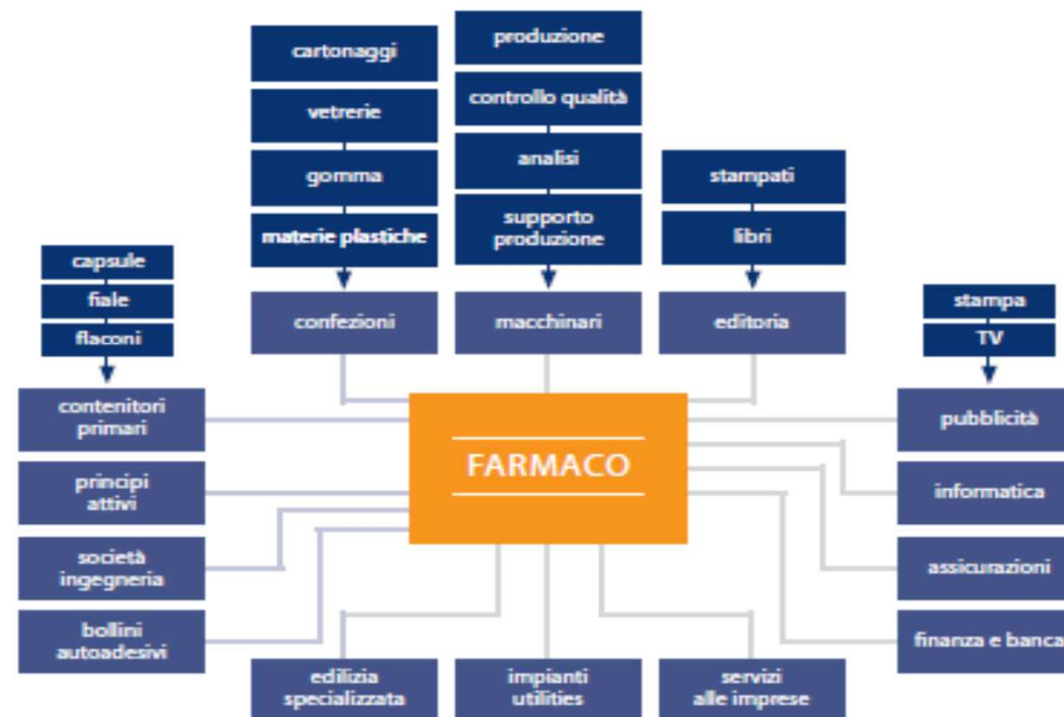 cartonaggi
vetrerie
gomma
materie plastiche
confezioni
produzione
controllo qualità
analisi
supporto
produzione
macchinari
stampati
libri
editoria
capsule
fiale
flaconi
contenitori
primari
principi
attivi
società
ingegneria
bollini
autoadesivi
FARMACO
stampa
TV
pubblicità
informatica
assicurazioni
finanza e banca
edilizia
specializzata
impianti
utilities
servizi
alle imprese